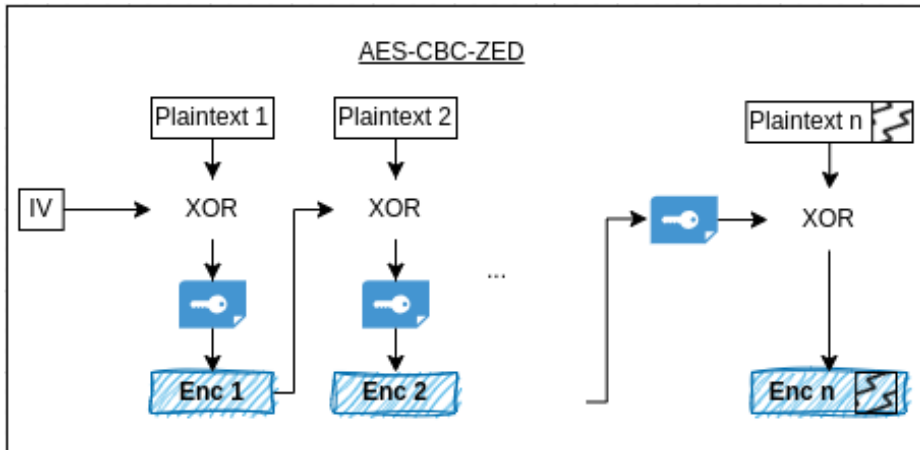 AES-CBC-ZED
Plaintext 1
Plaintext 2
Plaintext n
IV
XOR
XOR
XOR
...
Enc 1
Enc 2
Enc n